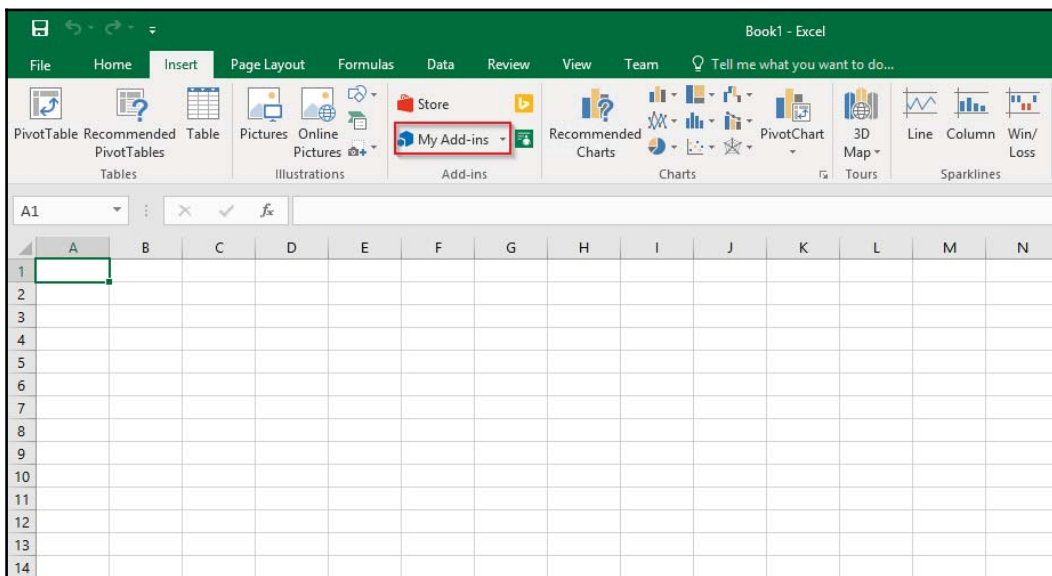 Book1 - Excel
File Home Insert Page Layout Formulas Data Review View Team Tell me what you want to do...
PivotTable Recommended PivotTables Table Pictures Online Pictures Store My Add-ins Recommended Charts PivotChart 3D Map Line Column Win/Loss
Tables Illustrations Add-ins Charts Tours Sparklines
A1 fx
A B C D E F G H I J K L M N
1
2
3
4
5
6
7
8
9
10
11
12
13
14